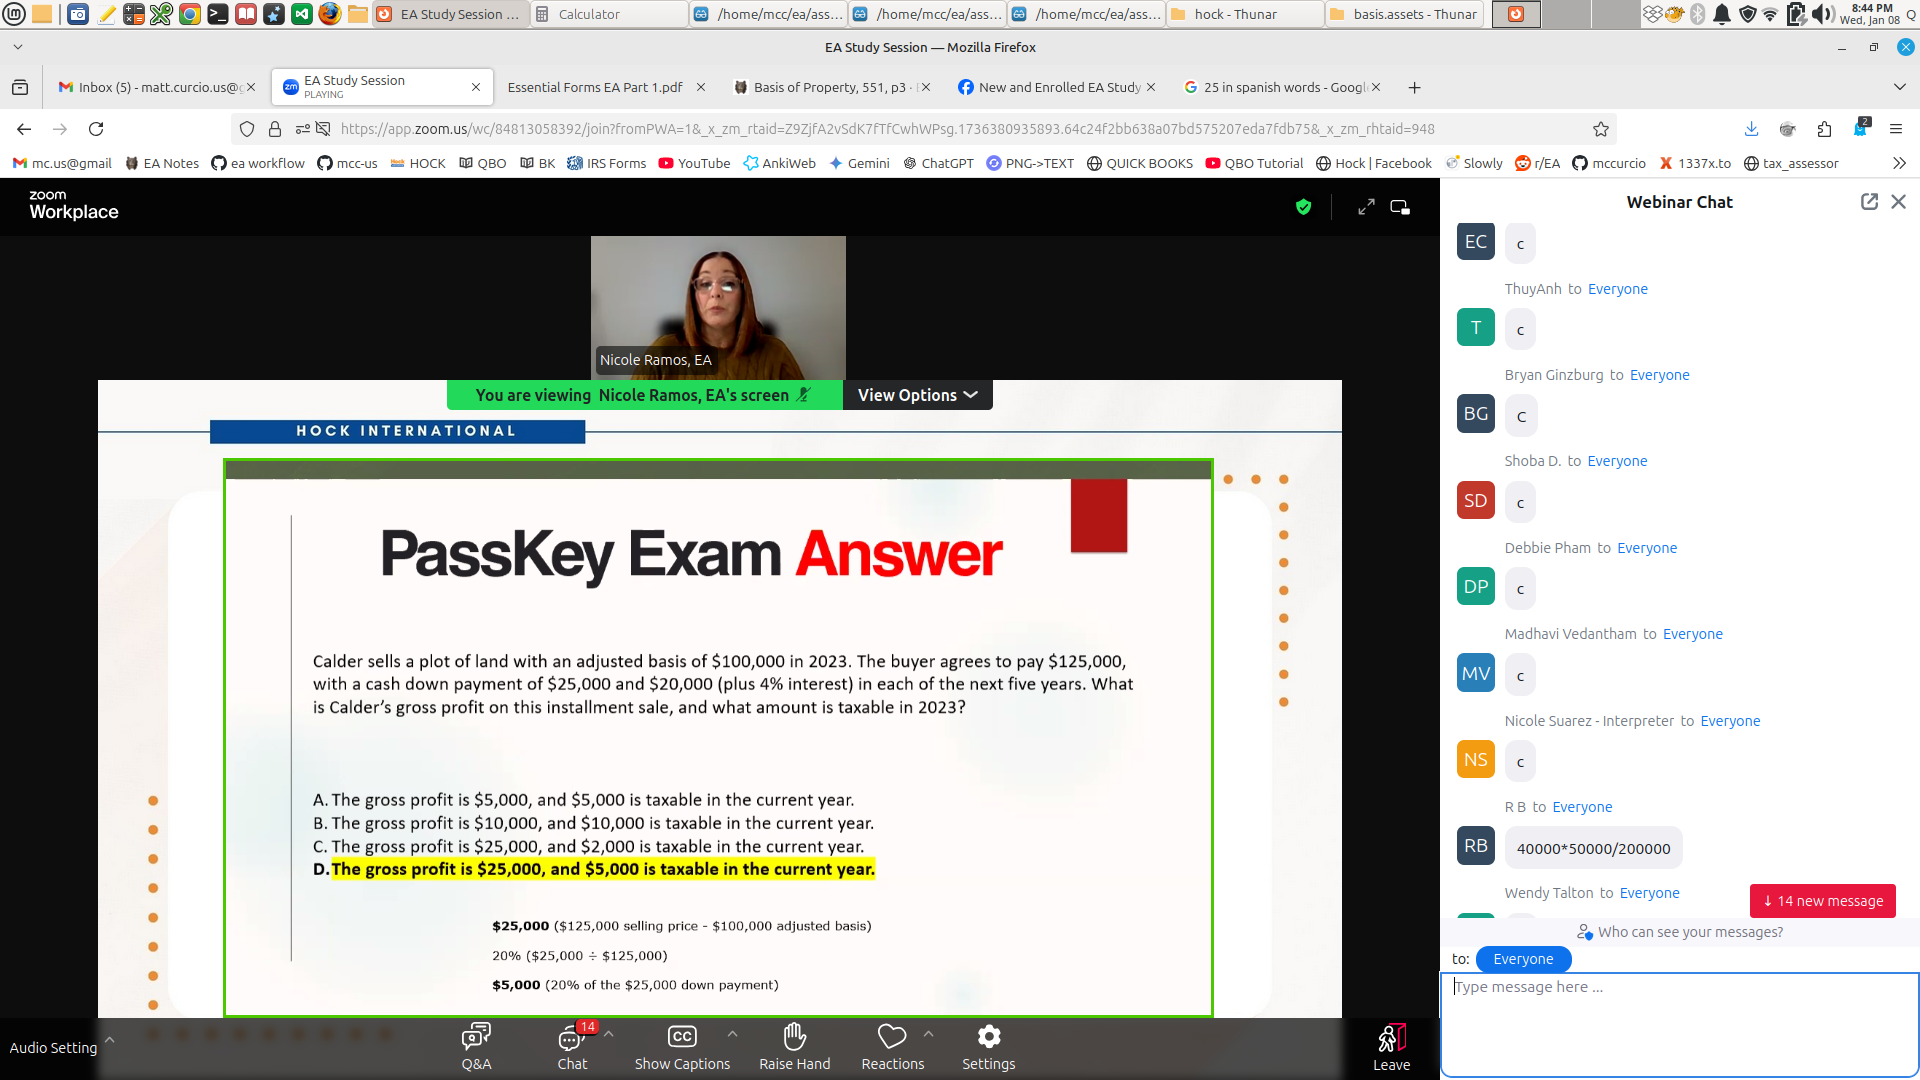 EA Study Session ...
Calculator
/home/mcc/ea/ass...
/home/mcc/ea/ass...
/home/mcc/ea/ass...
hock - Thunar
basis.assets - Thunar
8:44 PM
Wed, Jan 08
EA Study Session — Mozilla Firefox
Inbox (5) - matt.curcio.us@g
EA Study Session
PLAYING
Essential Forms EA Part 1.pdf
Basis of Property, 551, p3 ·
New and Enrolled EA Study
25 in spanish words - Googl
https://app.zoom.us/wc/84813058392/join?fromPWA=1&_x_zm_rtaid=Z9ZjfA2vSdK7fTfCwhWPsg.1736380935893.64c24f2bb638a07bd575207eda7fdb75&_x_zm_rhtaid=948
2
mc.us@gmail
EA Notes
ea workflow
mcc-us
HOCK
QBO
BK
IRS Forms
YouTube
AnkiWeb
Gemini
ChatGPT
PNG->TEXT
QUICK BOOKS
QBO Tutorial
Hock | Facebook
Slowly
r/EA
mccurcio
1337x.to
tax_assessor
zoom
Workplace
Nicole Ramos, EA
You are viewing Nicole Ramos, EA's screen
View Options
HOCK INTERNATIONAL
PassKey Exam Answer
Calder sells a plot of land with an adjusted basis of $100,000 in 2023. The buyer agrees to pay $125,000,
with a cash down payment of $25,000 and $20,000 (plus 4% interest) in each of the next five years. What
is Calder's gross profit on this installment sale, and what amount is taxable in 2023?
A. The gross profit is $5,000, and $5,000 is taxable in the current year.
B. The gross profit is $10,000, and $10,000 is taxable in the current year.
C. The gross profit is $25,000, and $2,000 is taxable in the current year.
D. The gross profit is $25,000, and $5,000 is taxable in the current year.
$25,000 ($125,000 selling price - $100,000 adjusted basis)
20% ($25,000 ÷ $125,000)
$5,000 (20% of the $25,000 down payment)
Audio Setting
Q&A
14
Chat
CC
Show Captions
Raise Hand
Reactions
Settings
Leave
Webinar Chat
EC
c
ThuyAnh to Everyone
T
c
Bryan Ginzburg to Everyone
BG
C
Shoba D. to Everyone
SD
c
Debbie Pham to Everyone
DP
c
Madhavi Vedantham to Everyone
MV
c
Nicole Suarez - Interpreter to Everyone
NS
c
R B to Everyone
RB
40000*50000/200000
Wendy Talton to Everyone
↓ 14 new message
Who can see your messages?
to: Everyone
Type message here ...